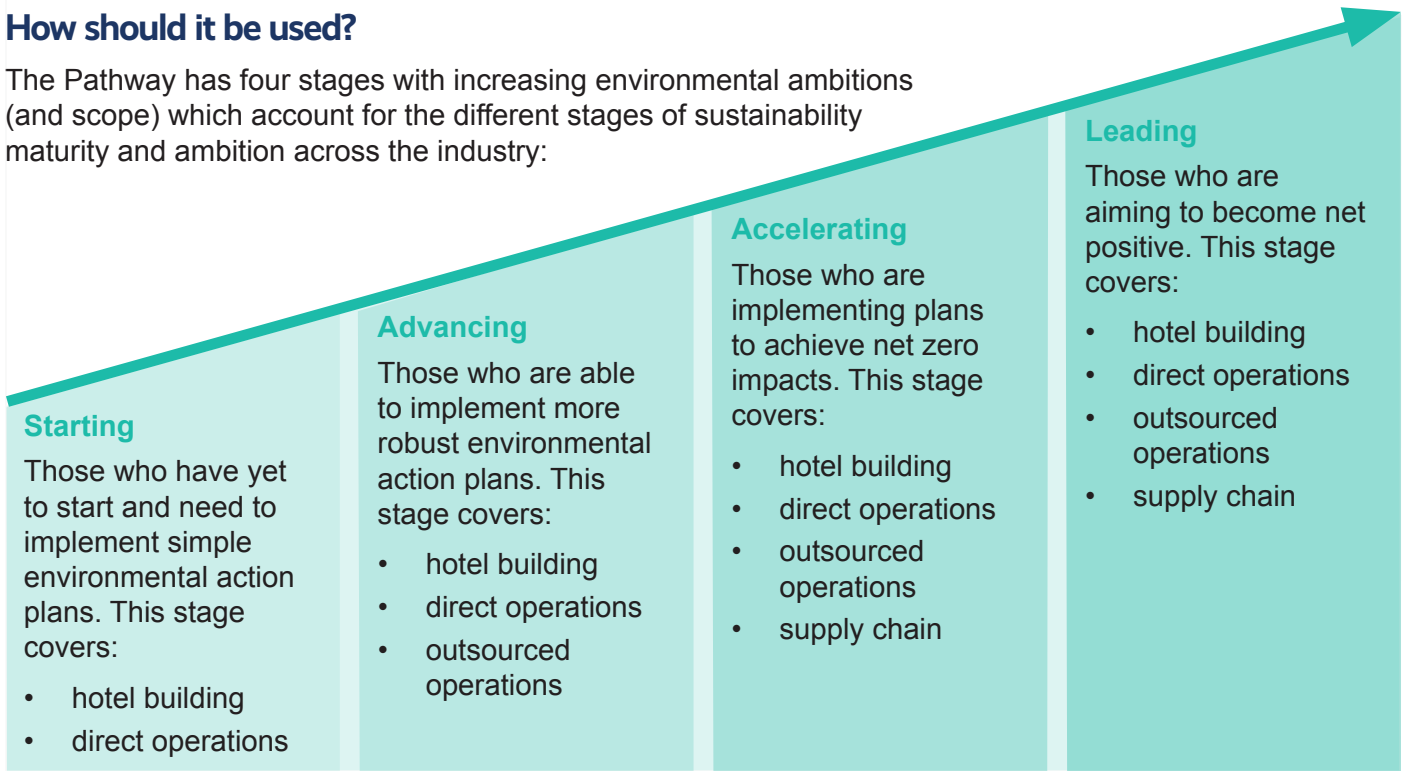 How should it be used?
The Pathway has four stages with increasing environmental ambitions
(and scope) which account for the different stages of sustainability
maturity and ambition across the industry:
Starting
Those who have yet
to start and need to
implement simple
environmental action
plans. This stage
covers:
• hotel building
• direct operations
Advancing
Those who are able
to implement more
robust environmental
action plans. This
stage covers:
• hotel building
• direct operations
• outsourced
operations
Accelerating
Those who are
implementing plans
to achieve net zero
impacts. This stage
covers:
• hotel building
• direct operations
• outsourced
operations
• supply chain
Leading
Those who are
aiming to become net
positive. This stage
covers:
• hotel building
• direct operations
• outsourced
operations
• supply chain